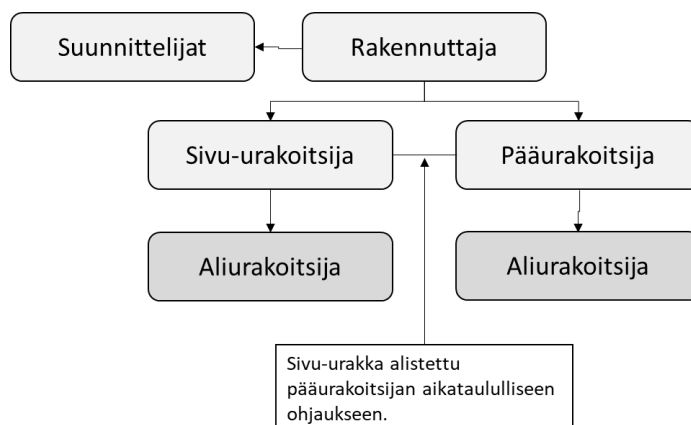 Suunnittelijat
Rakennuttaja
Sivu-urakoitsija
Pääurakoitsija
Aliurakoitsija
Aliurakoitsija
Sivu-urakka alistettu
pääurakoitsijan aikataululliseen
ohjaukseen.